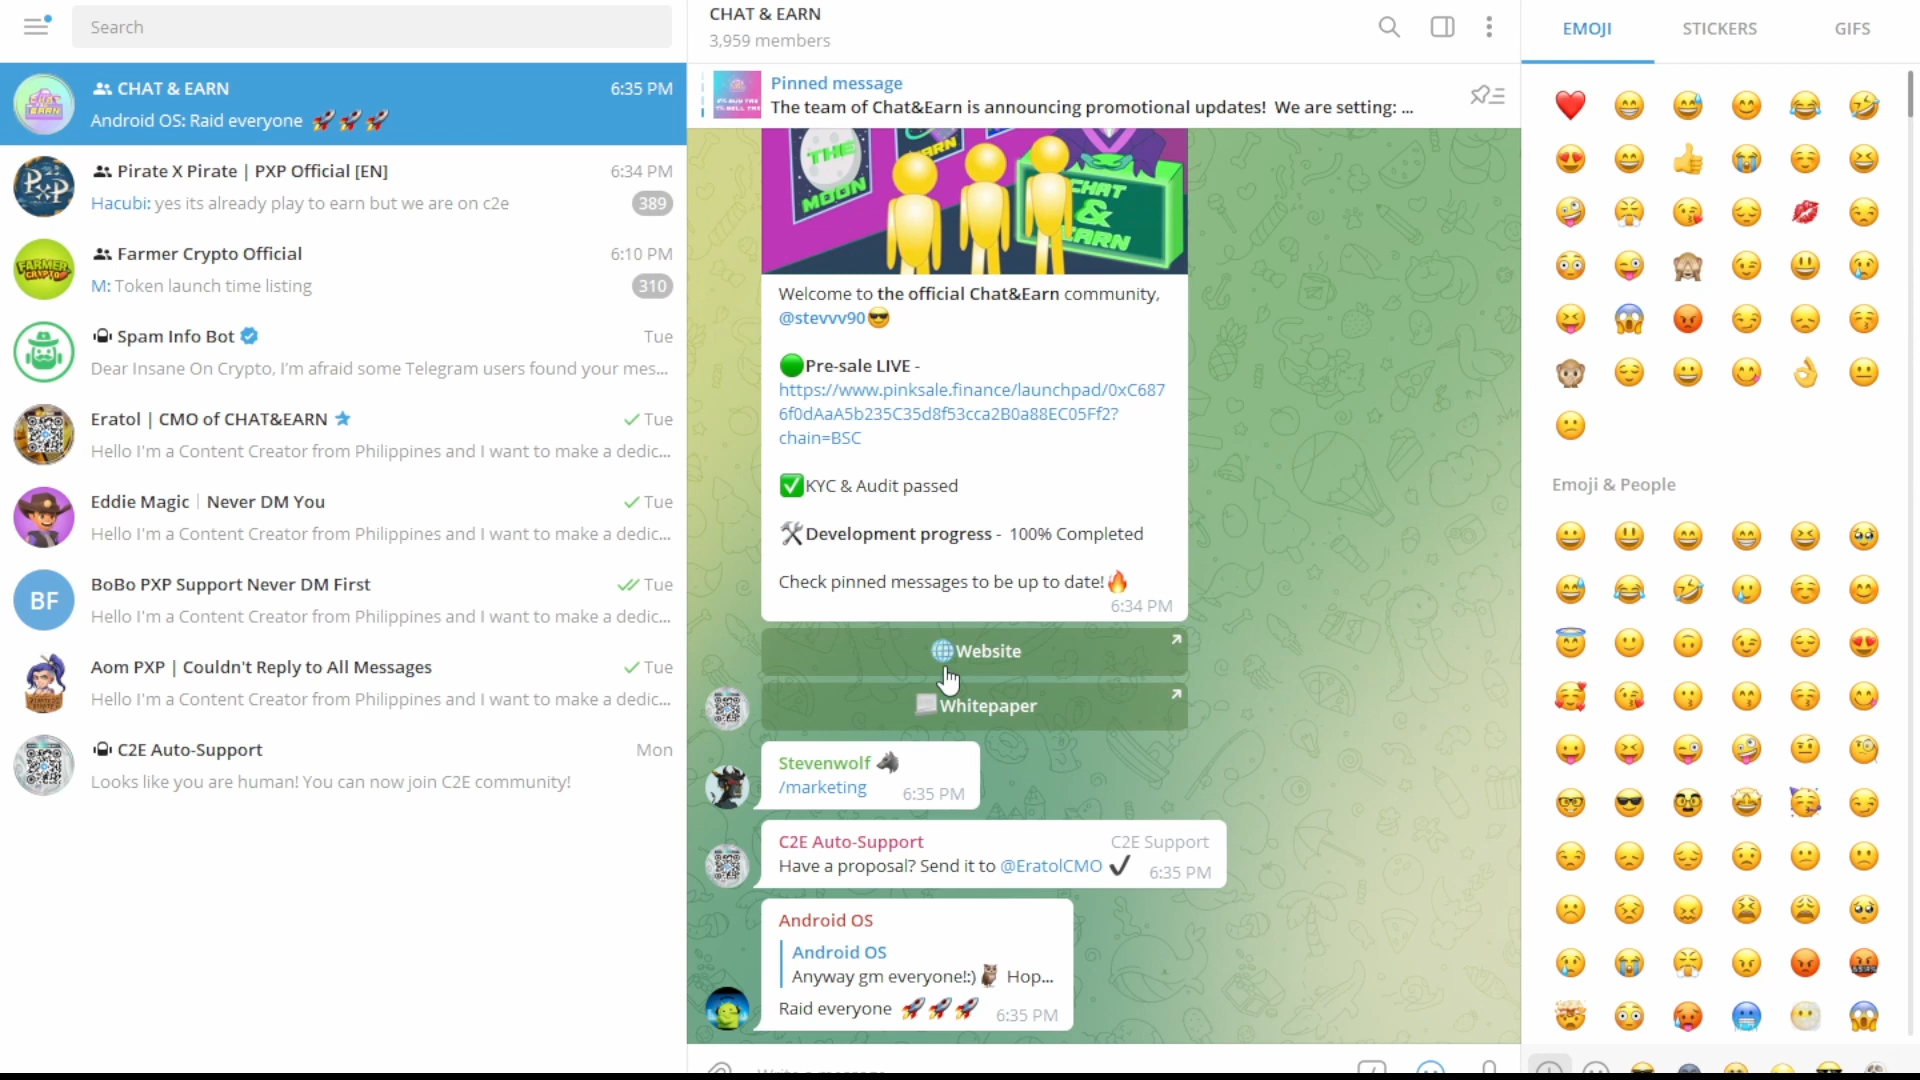 Search
CHAT & EARN
6:35 PM
Android OS: Raid everyone 🚀🚀🚀
Pirate X Pirate | PXP Official [EN]
6:34 PM
Hacubi: yes its already play to earn but we are on c2e
389
Farmer Crypto Official
6:10 PM
M: Token launch time listing
310
Spam Info Bot
Tue
Dear Insane On Crypto, I'm afraid some Telegram users found your mes...
Eratol | CMO of CHAT&EARN
Tue
Hello I'm a Content Creator from Philippines and I want to make a dedic...
Eddie Magic | Never DM You
Tue
Hello I'm a Content Creator from Philippines and I want to make a dedic...
BF
BoBo PXP Support Never DM First
Tue
Hello I'm a Content Creator from Philippines and I want to make a dedic...
Aom PXP | Couldn't Reply to All Messages
Tue
Hello I'm a Content Creator from Philippines and I want to make a dedic...
C2E Auto-Support
Mon
Looks like you are human! You can now join C2E community!
CHAT & EARN
3,959 members
Pinned message
The team of Chat&Earn is announcing promotional updates! We are setting: ...
THE
MOON
CHAT
&
EARN
Welcome to the official Chat&Earn community,
@stevvv90😎
🟢Pre-sale LIVE -
https://www.pinksale.finance/launchpad/0xC687
6f0dAaA5b235C35d8f53cca2B0a88EC05Ff2?
chain=BSC
✅KYC & Audit passed
🛠Development progress - 100% Completed
Check pinned messages to be up to date!🔥
6:34 PM
🌐Website
Whitepaper
Stevenwolf 🐺
/marketing
6:35 PM
C2E Auto-Support
C2E Support
Have a proposal? Send it to @EratolCMO ✔
6:35 PM
Android OS
Android OS
Anyway gm everyone!:) 🦉 Hop...
Raid everyone 🚀🚀🚀
6:35 PM
EMOJI
STICKERS
GIFS
Emoji & People